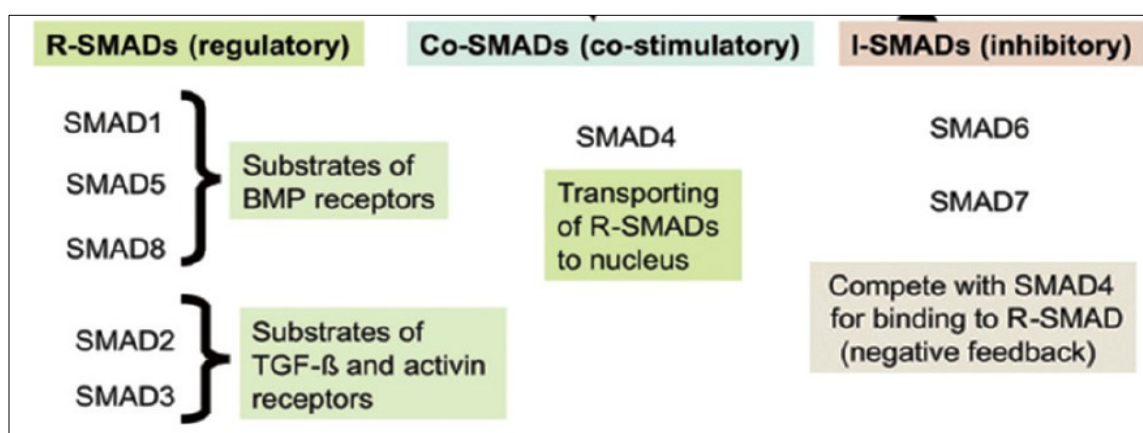 R-SMADs (regulatory)
SMAD1
SMAD5
SMAD8
Substrates of
BMP receptors
SMAD2
SMAD3
Substrates of
TGF-ß and activin
receptors
Co-SMADs (co-stimulatory)
SMAD4
Transporting
of R-SMADs
to nucleus
I-SMADs (inhibitory)
SMAD6
SMAD7
Compete with SMAD4
for binding to R-SMAD
(negative feedback)